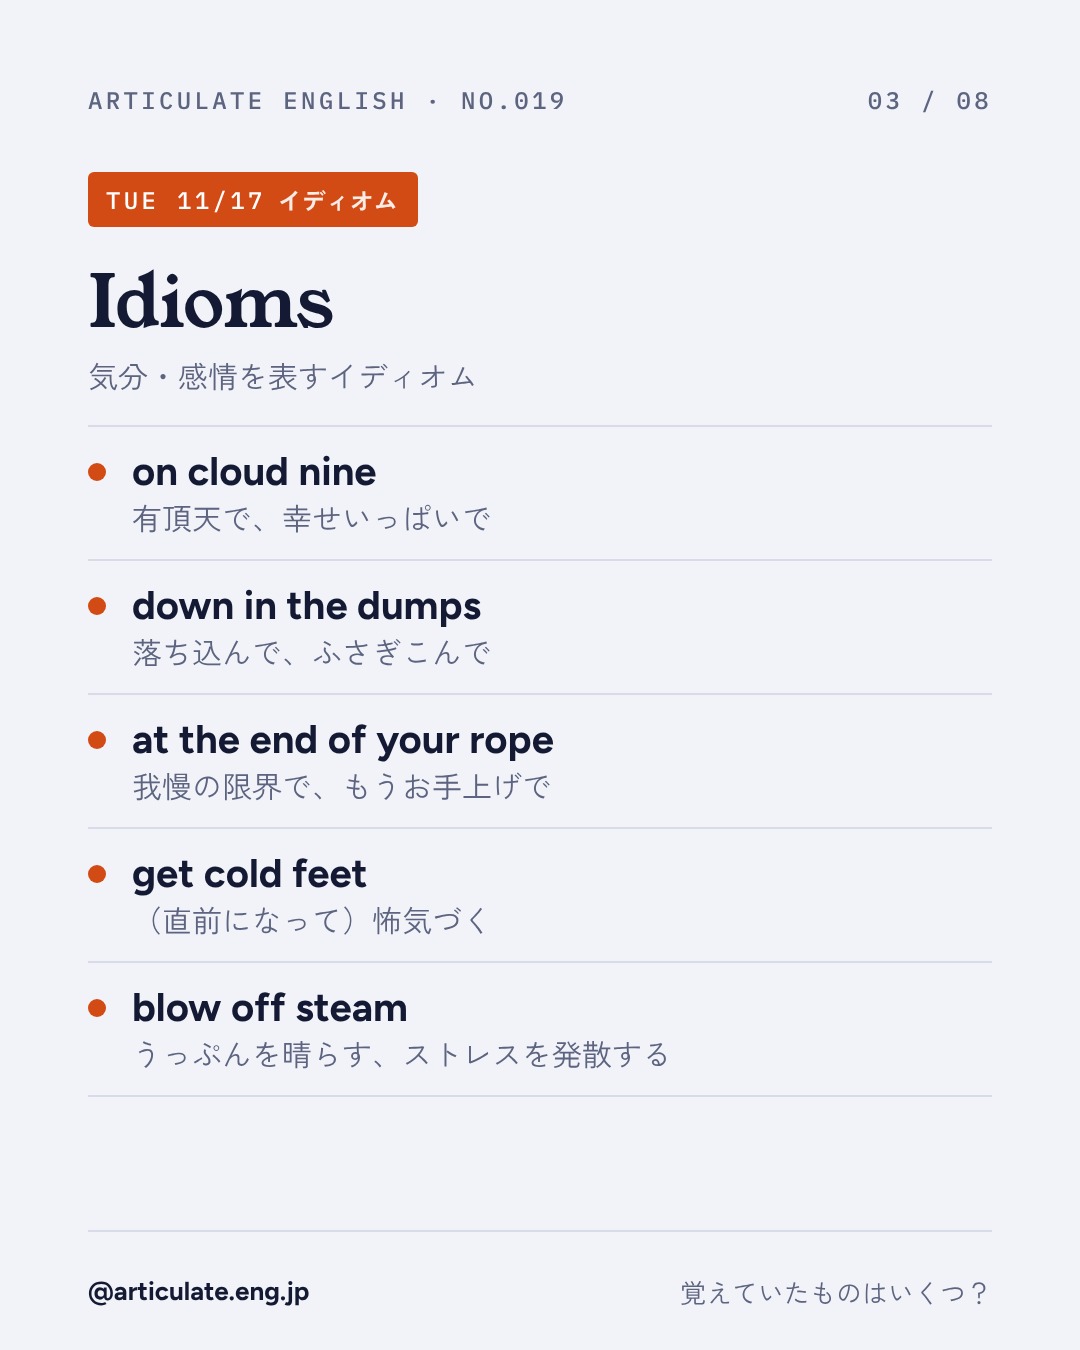 ARTICULATE ENGLISH · NO.019
03 / 08
TUE 11/17 イディオム
Idioms
気分・感情を表すイディオム
on cloud nine
有頂天で、幸せいっぱいで
down in the dumps
落ち込んで、ふさぎこんで
at the end of your rope
我慢の限界で、もうお手上げで
get cold feet
（直前になって）怖気づく
blow off steam
うっぷんを晴らす、ストレスを発散する
@articulate.eng.jp
覚えていたものはいくつ？